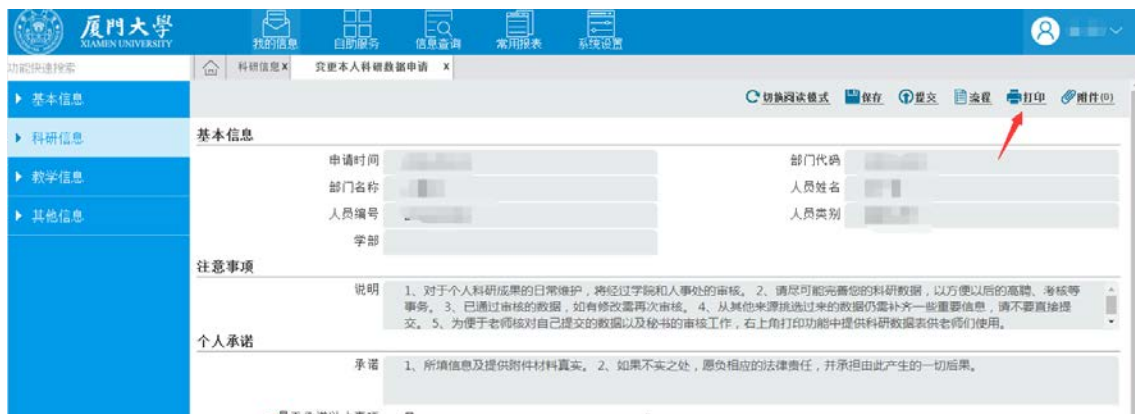 厦門大學
XIAMEN UNIVERSITY
我的信息 自助服务 信息查询 常用报表 系统设置
功能快速搜索
科研信息 x 变更本人科研数据申请 x
基本信息
科研信息
教学信息
其他信息
切换阅读模式 保存 提交 流程 打印 附件(0)
基本信息
申请时间 部门代码
部门名称 人员姓名
人员编号 人员类别
学部
注意事项
说明 1、对于个人科研成果的日常维护，将经过学院和人事处的审核。 2、请尽可能完善您的科研数据，以方便以后的高聘、考核等
事务。 3、已通过审核的数据，如有修改需再次审核。 4、从其他来源挑选过来的数据仍需补齐一些重要信息，请不要直接提
交。 5、为便于老师核对自己提交的数据以及秘书的审核工作，右上角打印功能中提供科研数据表供老师们使用。
个人承诺
承诺 1、所填信息及提供附件材料真实。 2、如果不实之处，愿负相应的法律责任，并承担由此产生的一切后果。